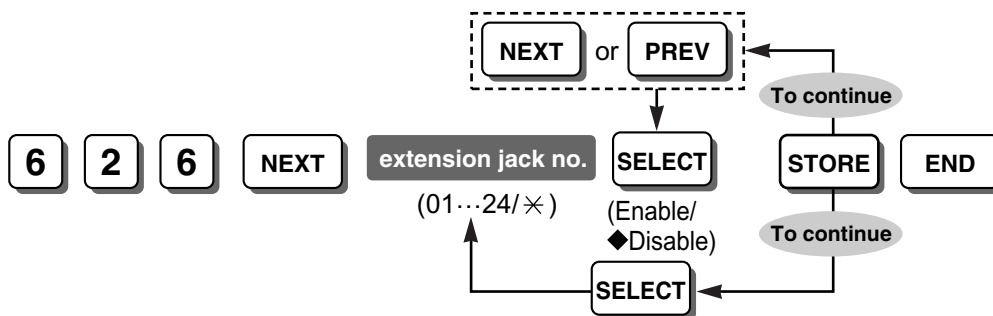 NEXT or PREV
To continue
6 2 6 NEXT extension jack no. SELECT STORE END
(01···24/✳)
(Enable/
◆Disable)
To continue
SELECT